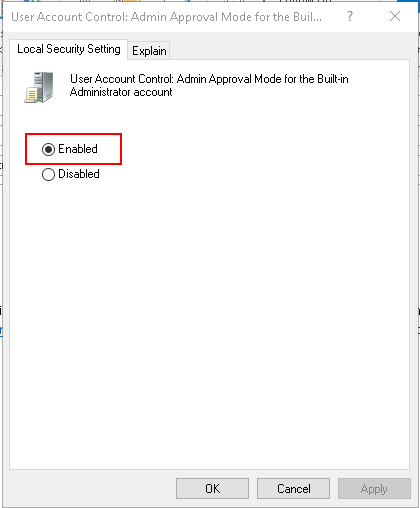 User Account Control: Admin Approval Mode for the Buil...
Local Security Setting
Explain
User Account Control: Admin Approval Mode for the Built-in
Administrator account
Enabled
Disabled
OK
Cancel
Apply